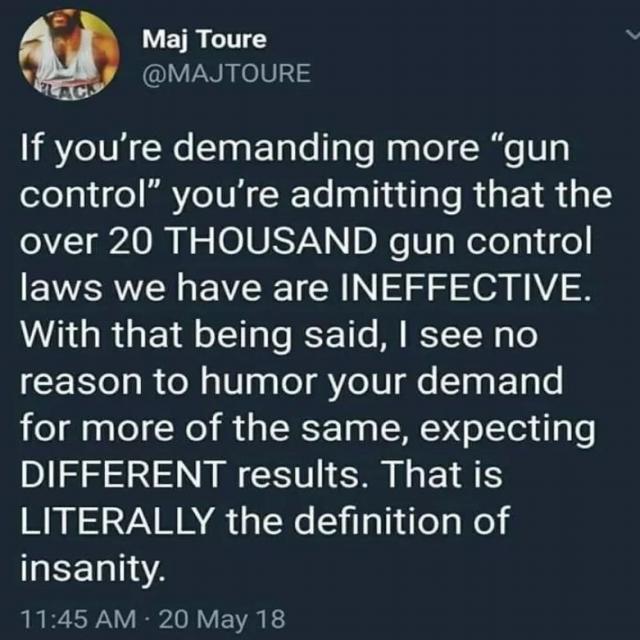 Maj Toure
@MAJTOURE
If you’re demanding more “gun
control” you’re admitting that the
over 20 THOUSAND gun control
laws we have are INEFFECTIVE.
With that being said, I see no
reason to humor your demand
for more of the same, expecting
DIFFERENT results. That is
LITERALLY the definition of
insanity.
11:45 AM · 20 May 18